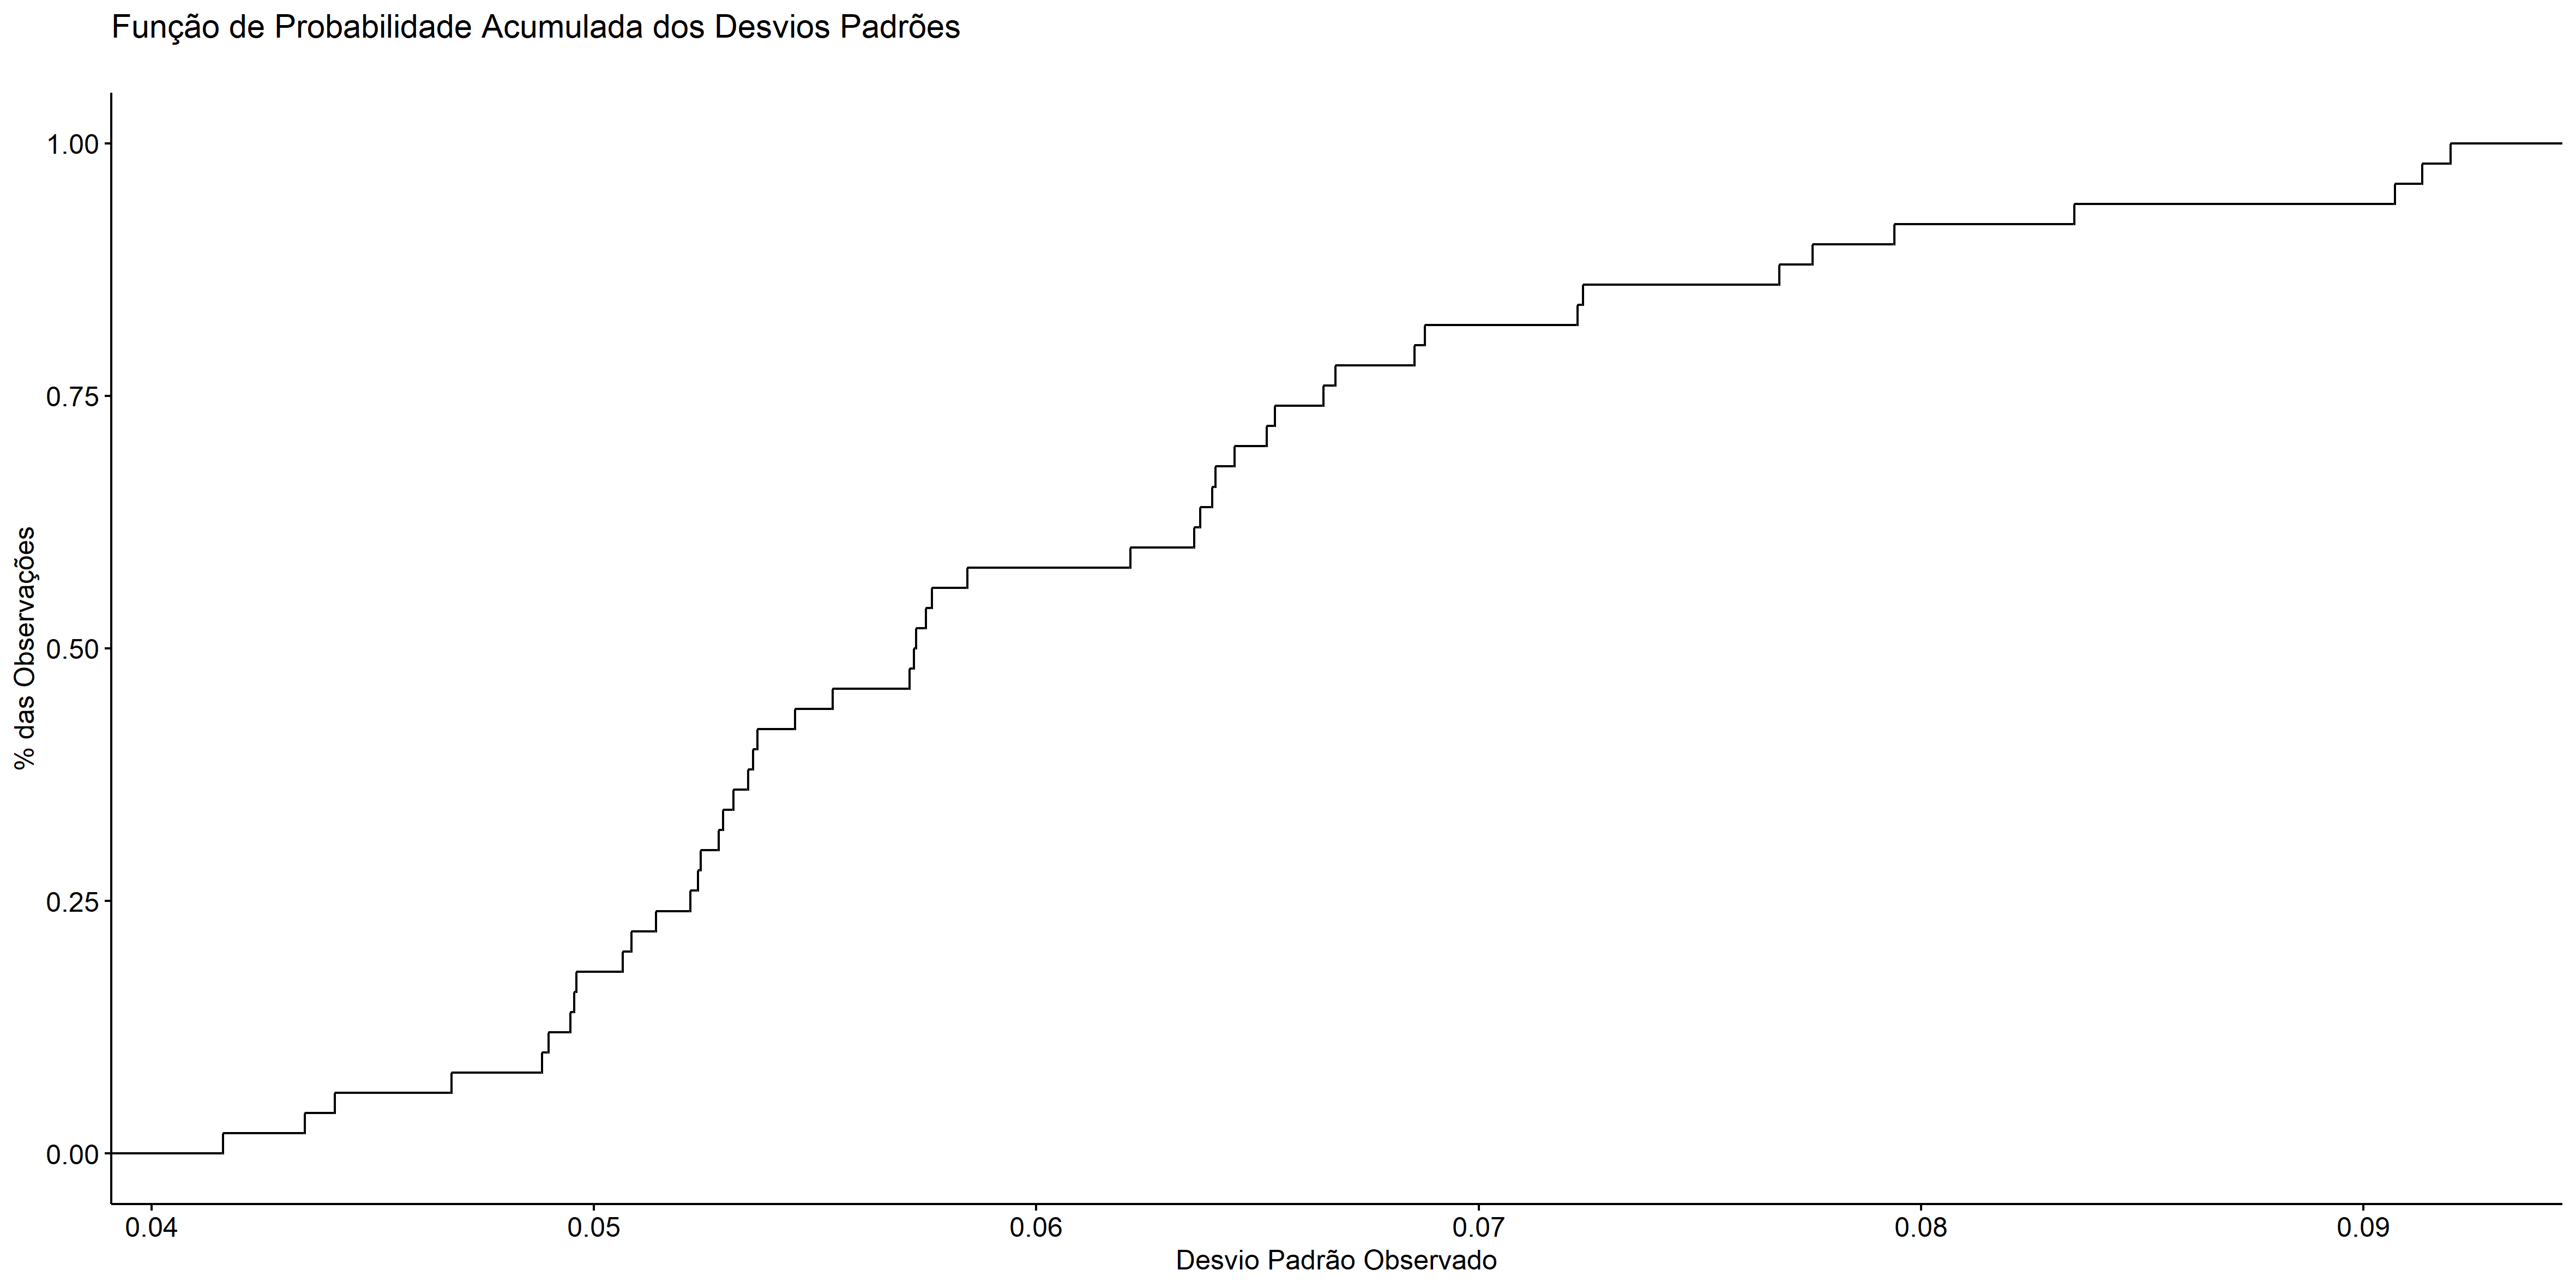 Função de Probabilidade Acumulada dos Desvios Padrões
1.00
0.75
0.50
0.25
0.00
% das Observações
0.04 0.05 0.06 0.07 0.08 0.09
Desvio Padrão Observado